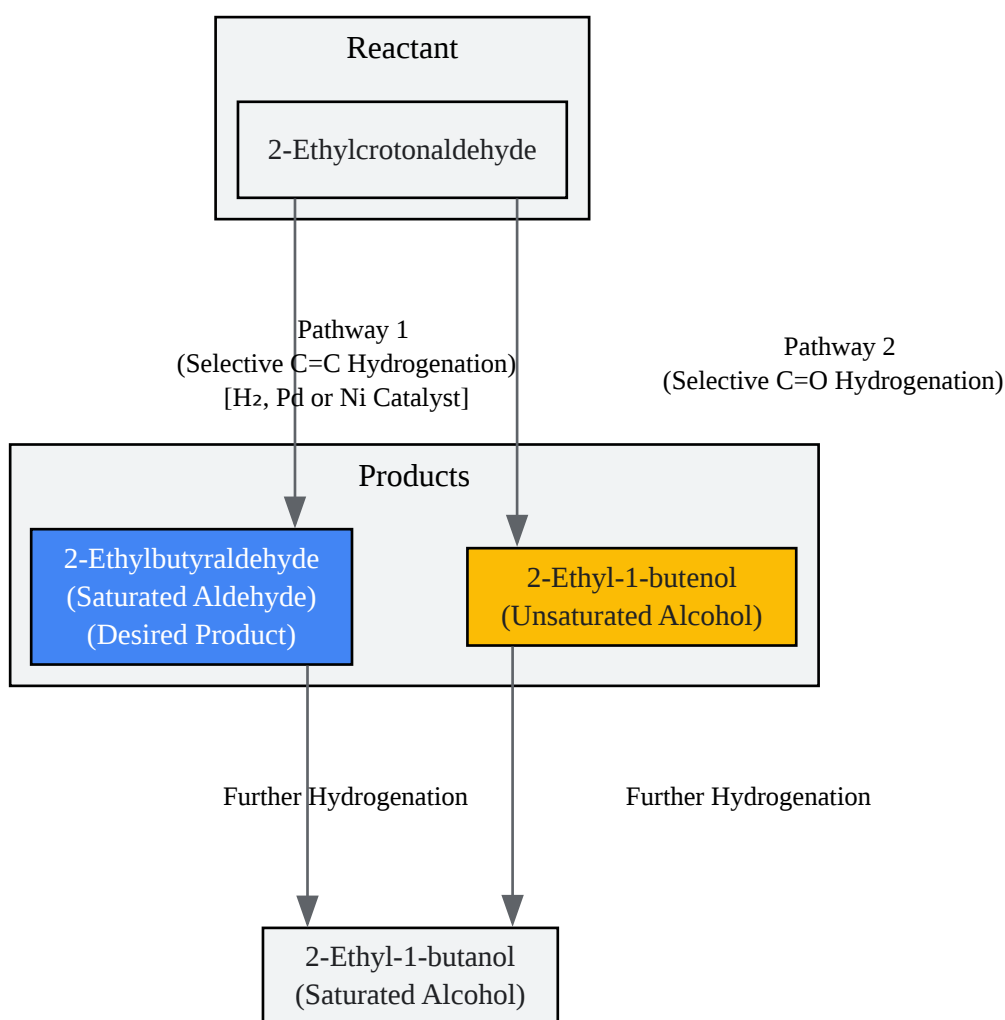 Reactant
2-Ethylcrotonaldehyde
Pathway 1
(Selective C=C Hydrogenation)
[H₂, Pd or Ni Catalyst]
Pathway 2
(Selective C=O Hydrogenation)
Products
2-Ethylbutyraldehyde
(Saturated Aldehyde)
(Desired Product)
2-Ethyl-1-butenol
(Unsaturated Alcohol)
Further Hydrogenation
Further Hydrogenation
2-Ethyl-1-butanol
(Saturated Alcohol)